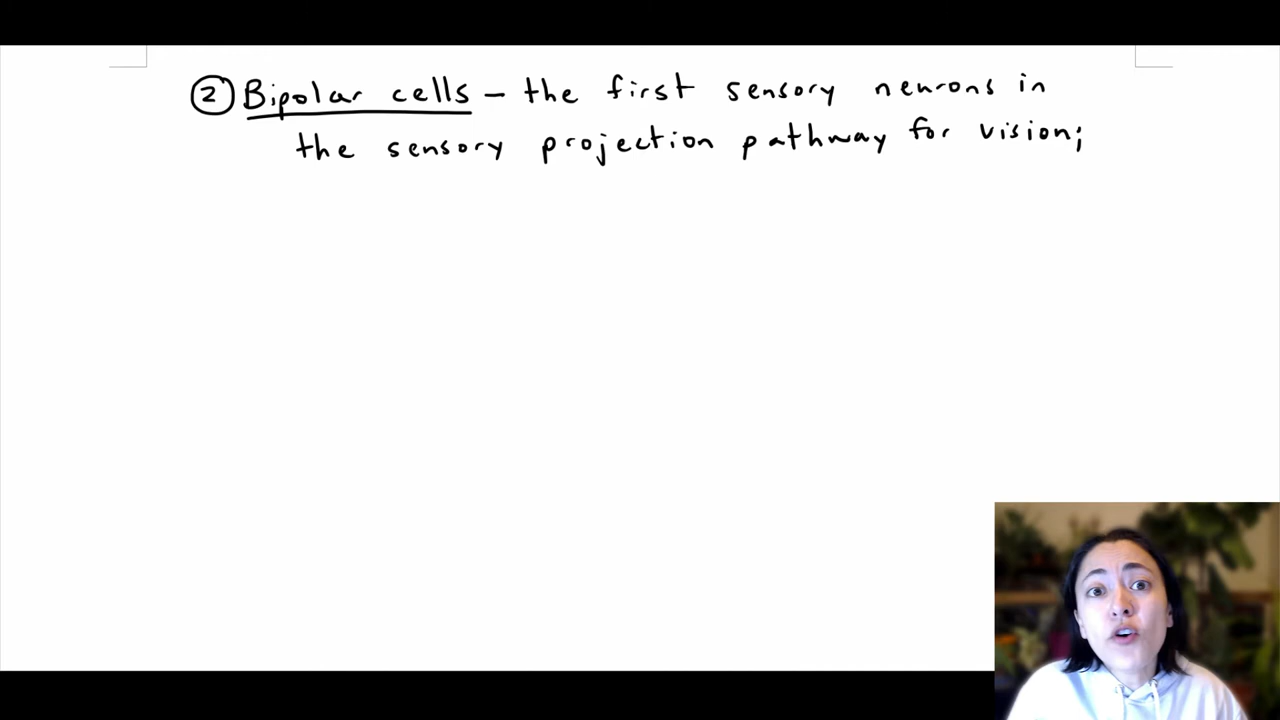 ② Bipolar cells – the first sensory neurons in
the sensory projection pathway for vision;